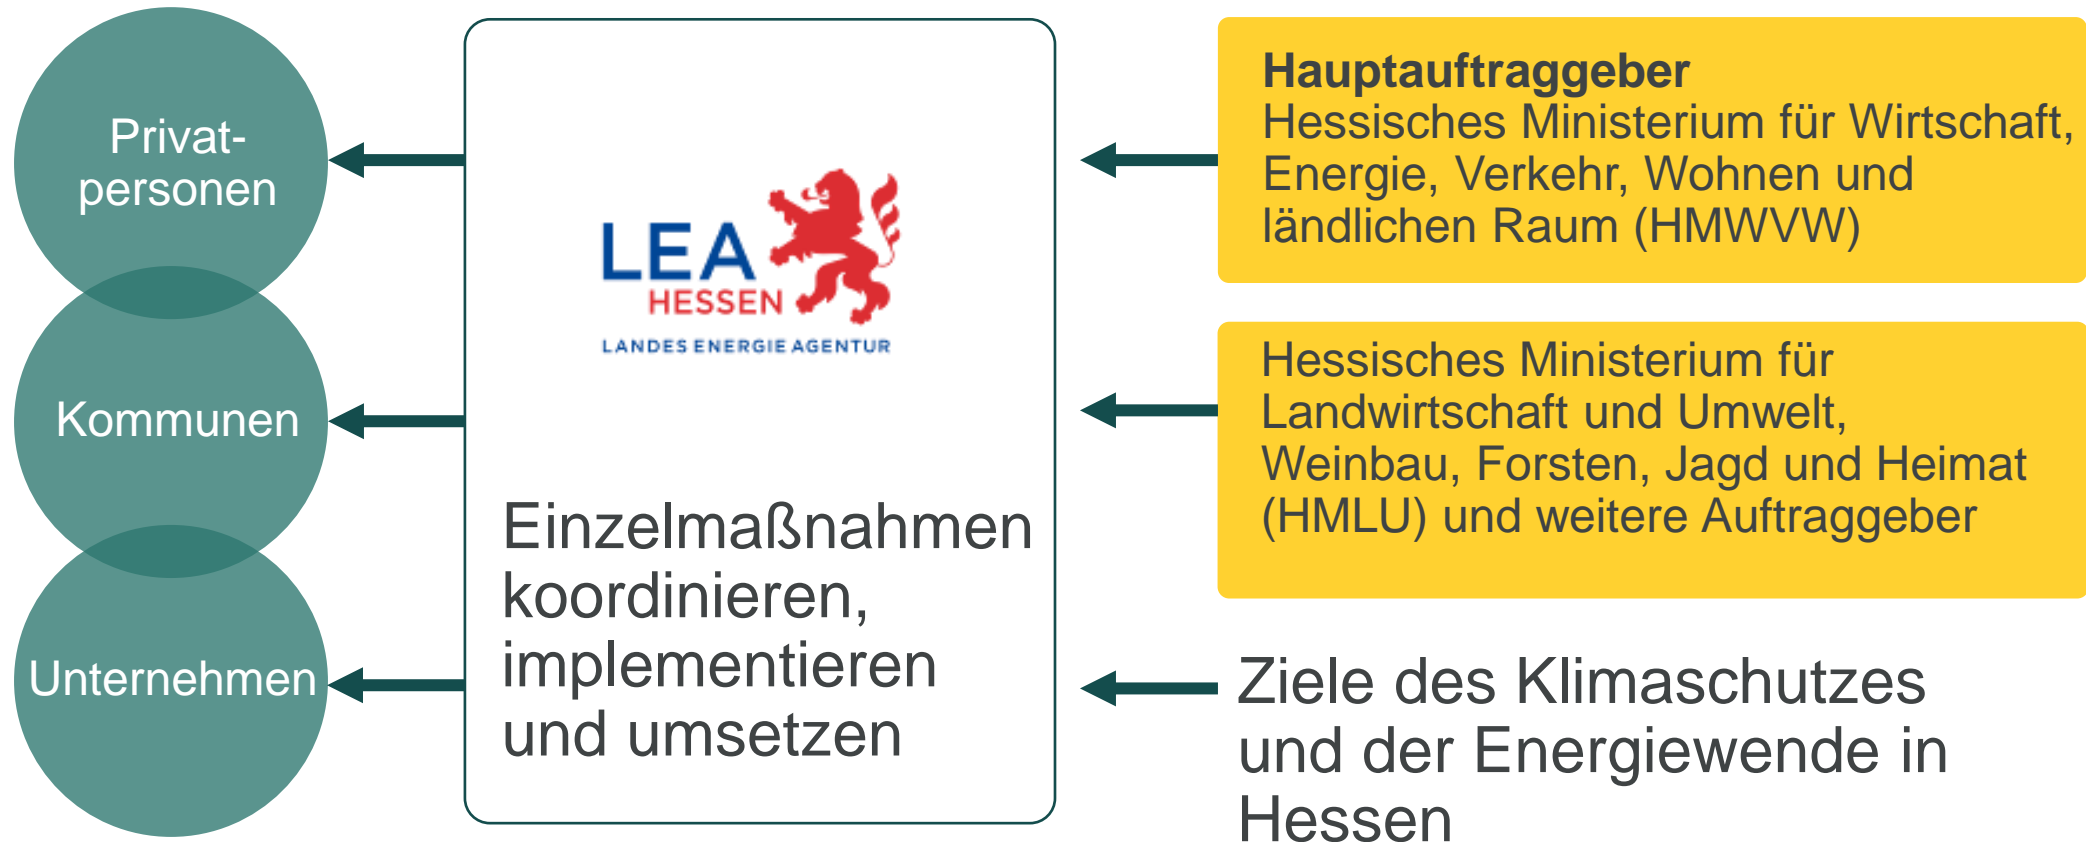 Privat-
personen
Kommunen
Unternehmen
LEA
HESSEN
LANDES ENERGIE AGENTUR
Einzelmaßnahmen
koordinieren,
implementieren
und umsetzen
Hauptauftraggeber
Hessisches Ministerium für Wirtschaft,
Energie, Verkehr, Wohnen und
ländlichen Raum (HMWVW)
Hessisches Ministerium für
Landwirtschaft und Umwelt,
Weinbau, Forsten, Jagd und Heimat
(HMLU) und weitere Auftraggeber
Ziele des Klimaschutzes
und der Energiewende in
Hessen